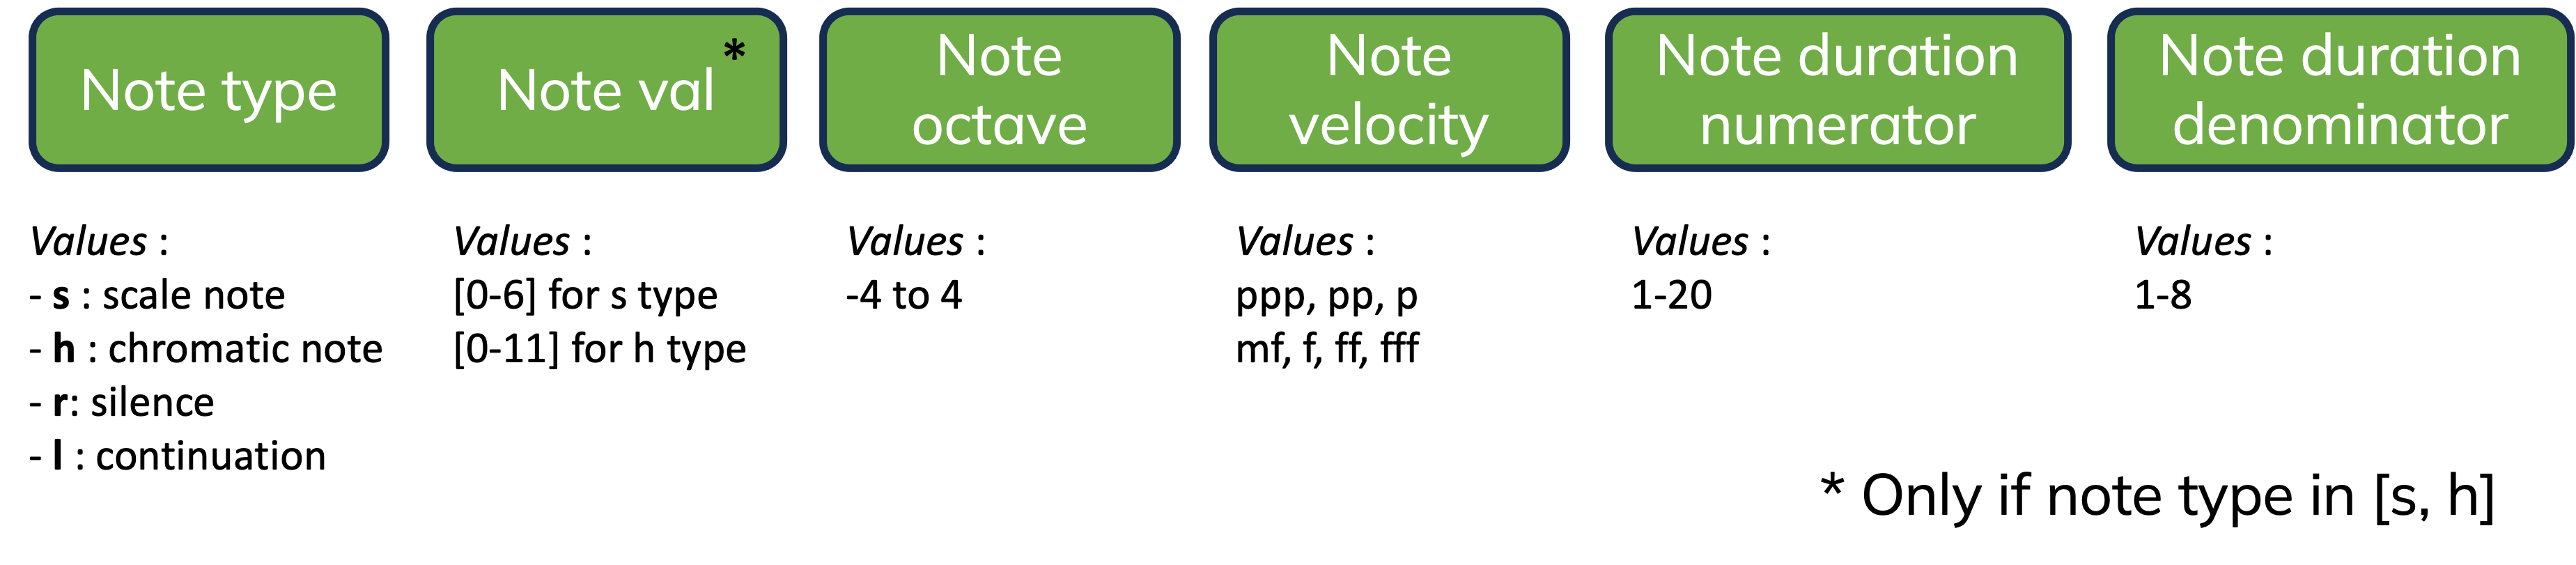 Note type
Note val *
Note
octave
Note
velocity
Note duration
numerator
Note duration
denominator
Values :
- s : scale note
- h : chromatic note
- r: silence
- l : continuation
Values :
[0-6] for s type
[0-11] for h type
Values :
-4 to 4
Values :
ppp, pp, p
mf, f, ff, fff
Values :
1-20
Values :
1-8
* Only if note type in [s, h]